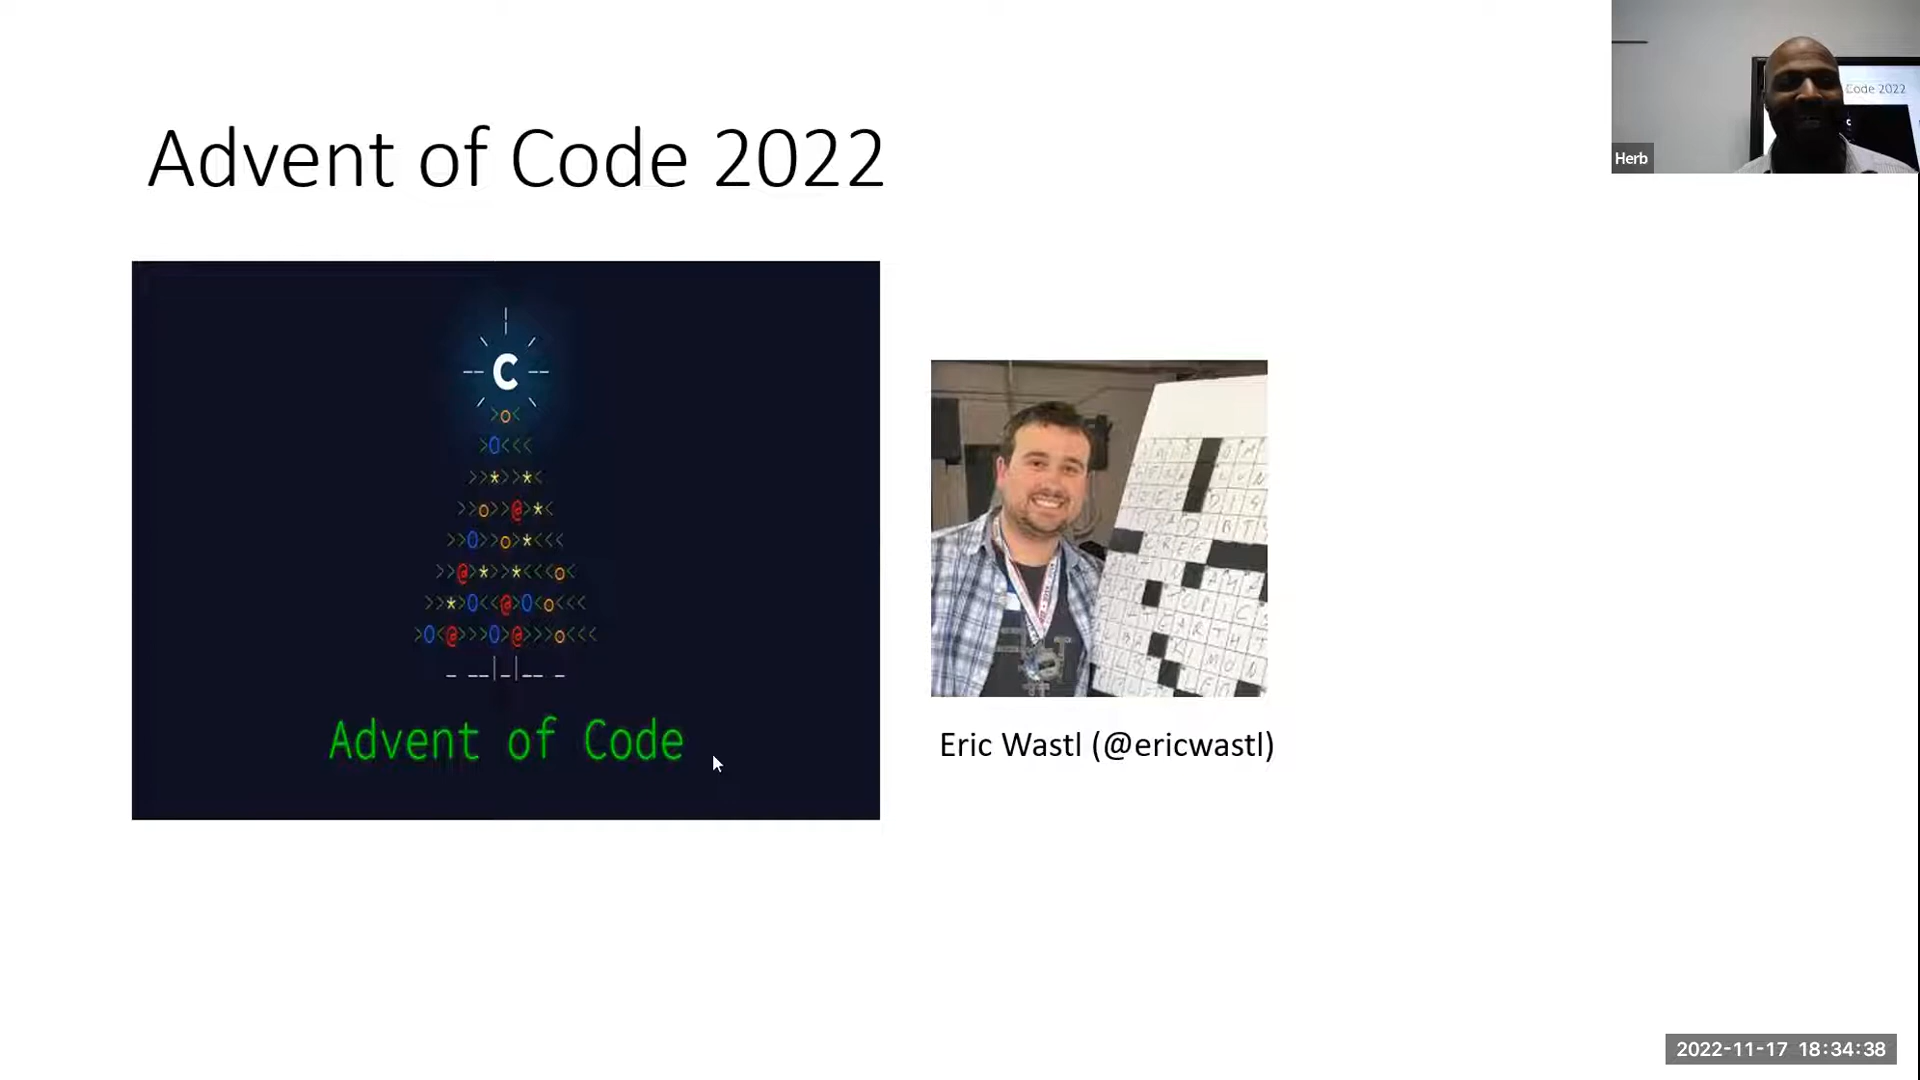 Advent of Code 2022
Code 2022
Herb
C
>o<
>O<<<
>>*>>*<
>>o>>@>*<
>>O>>o>*<<<
>>@>*>>*<<<o<
>>*>O<<@>O>o<<<
>O<@>>>O>@>>>o<<<
- --|-|-- -
Advent of Code
Eric Wastl (@ericwastl)
2022-11-17 18:34:38